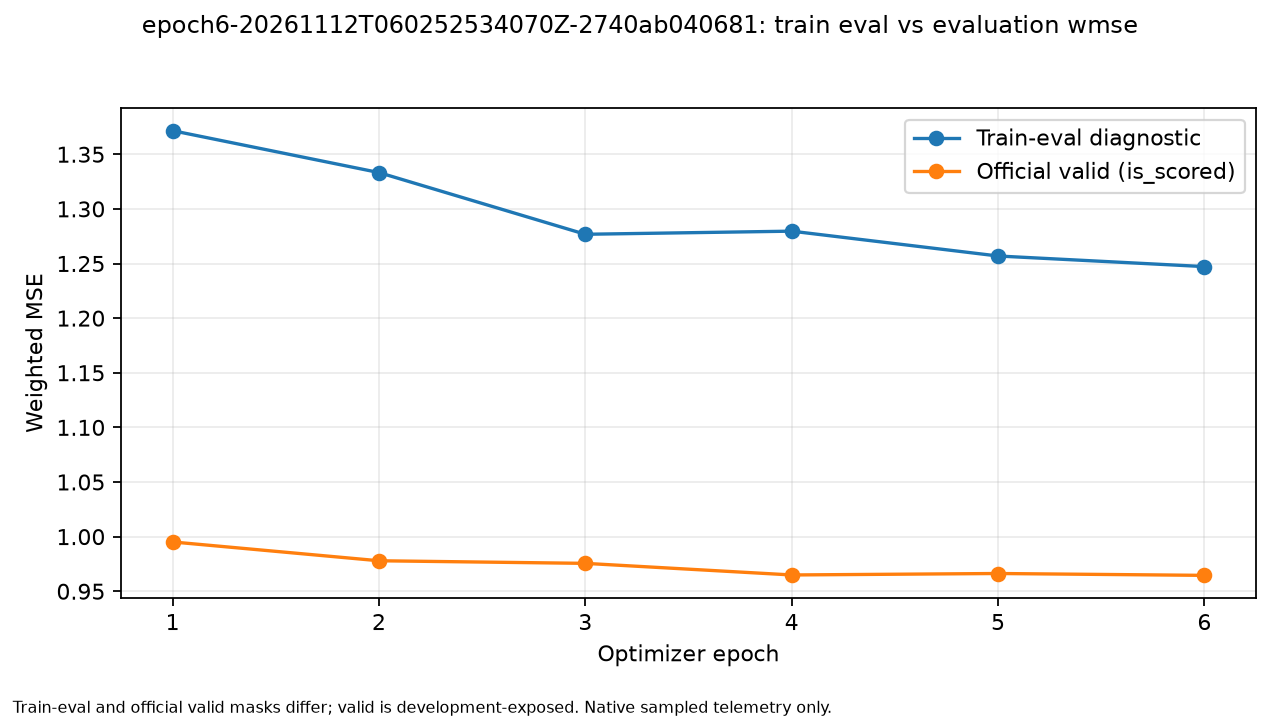 epoch6-20261112T060252534070Z-2740ab040681: train eval vs evaluation wmse
Train-eval diagnostic
Official valid (is_scored)
Weighted MSE
1.35
1.30
1.25
1.20
1.15
1.10
1.05
1.00
0.95
1 2 3 4 5 6
Optimizer epoch
Train-eval and official valid masks differ; valid is development-exposed. Native sampled telemetry only.